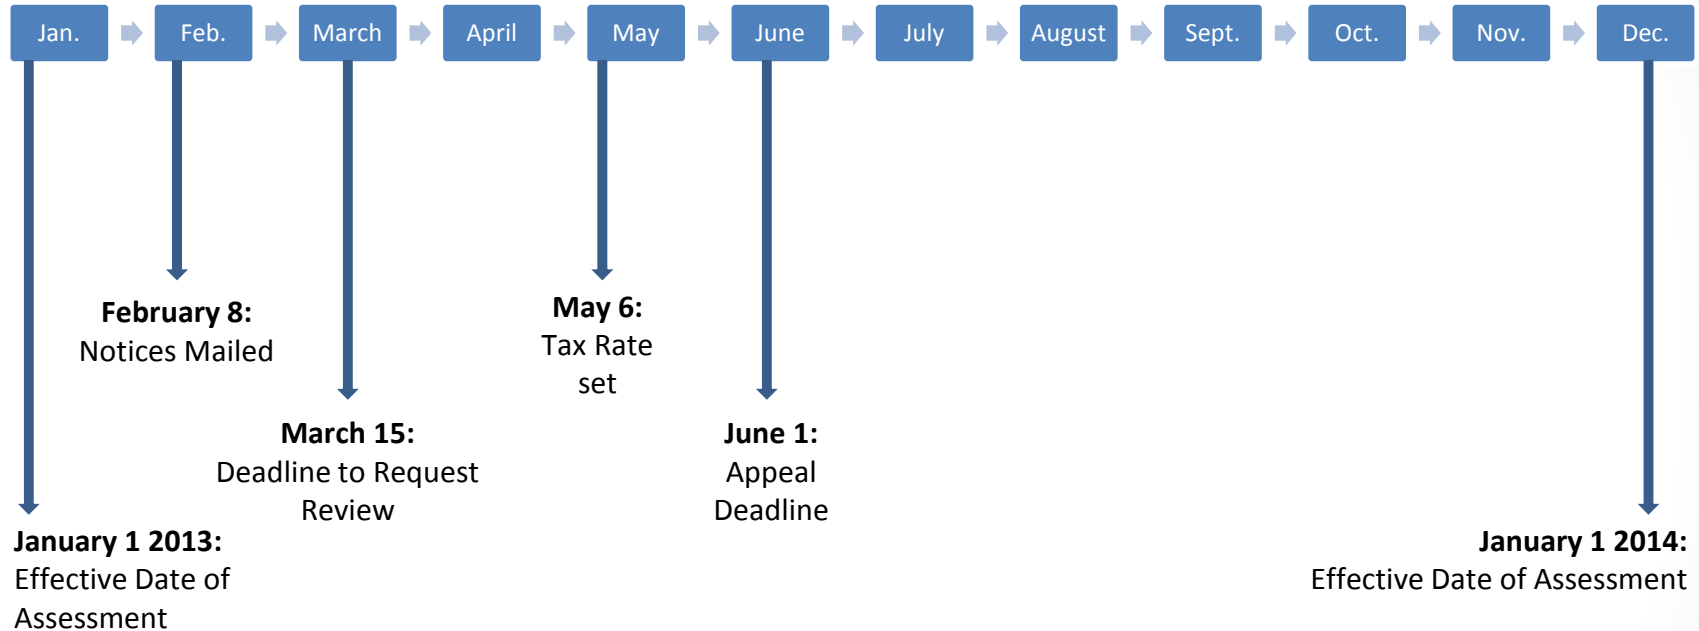 Jan.
Feb.
March
April
May
June
July
August
Sept.
Oct.
Nov.
Dec.
February 8:
Notices Mailed
May 6:
Tax Rate
set
March 15:
Deadline to Request
Review
June 1:
Appeal
Deadline
January 1 2013:
Effective Date of
Assessment
January 1 2014:
Effective Date of Assessment